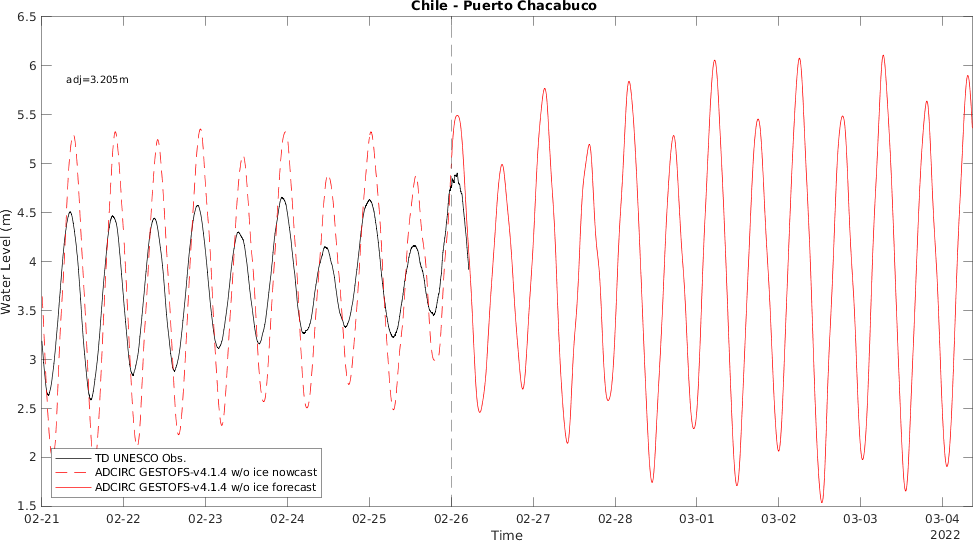 Chile - Puerto Chacabuco
6.5
6
5.5
5
4.5
4
3.5
3
2.5
2
1.5
Water Level (m)
adj=3.205m
TD UNESCO Obs.
ADCIRC GESTOFS-v4.1.4 w/o ice nowcast
ADCIRC GESTOFS-v4.1.4 w/o ice forecast
02-21 02-22 02-23 02-24 02-25 02-26 02-27 02-28 03-01 03-02 03-03 03-04
2022
Time